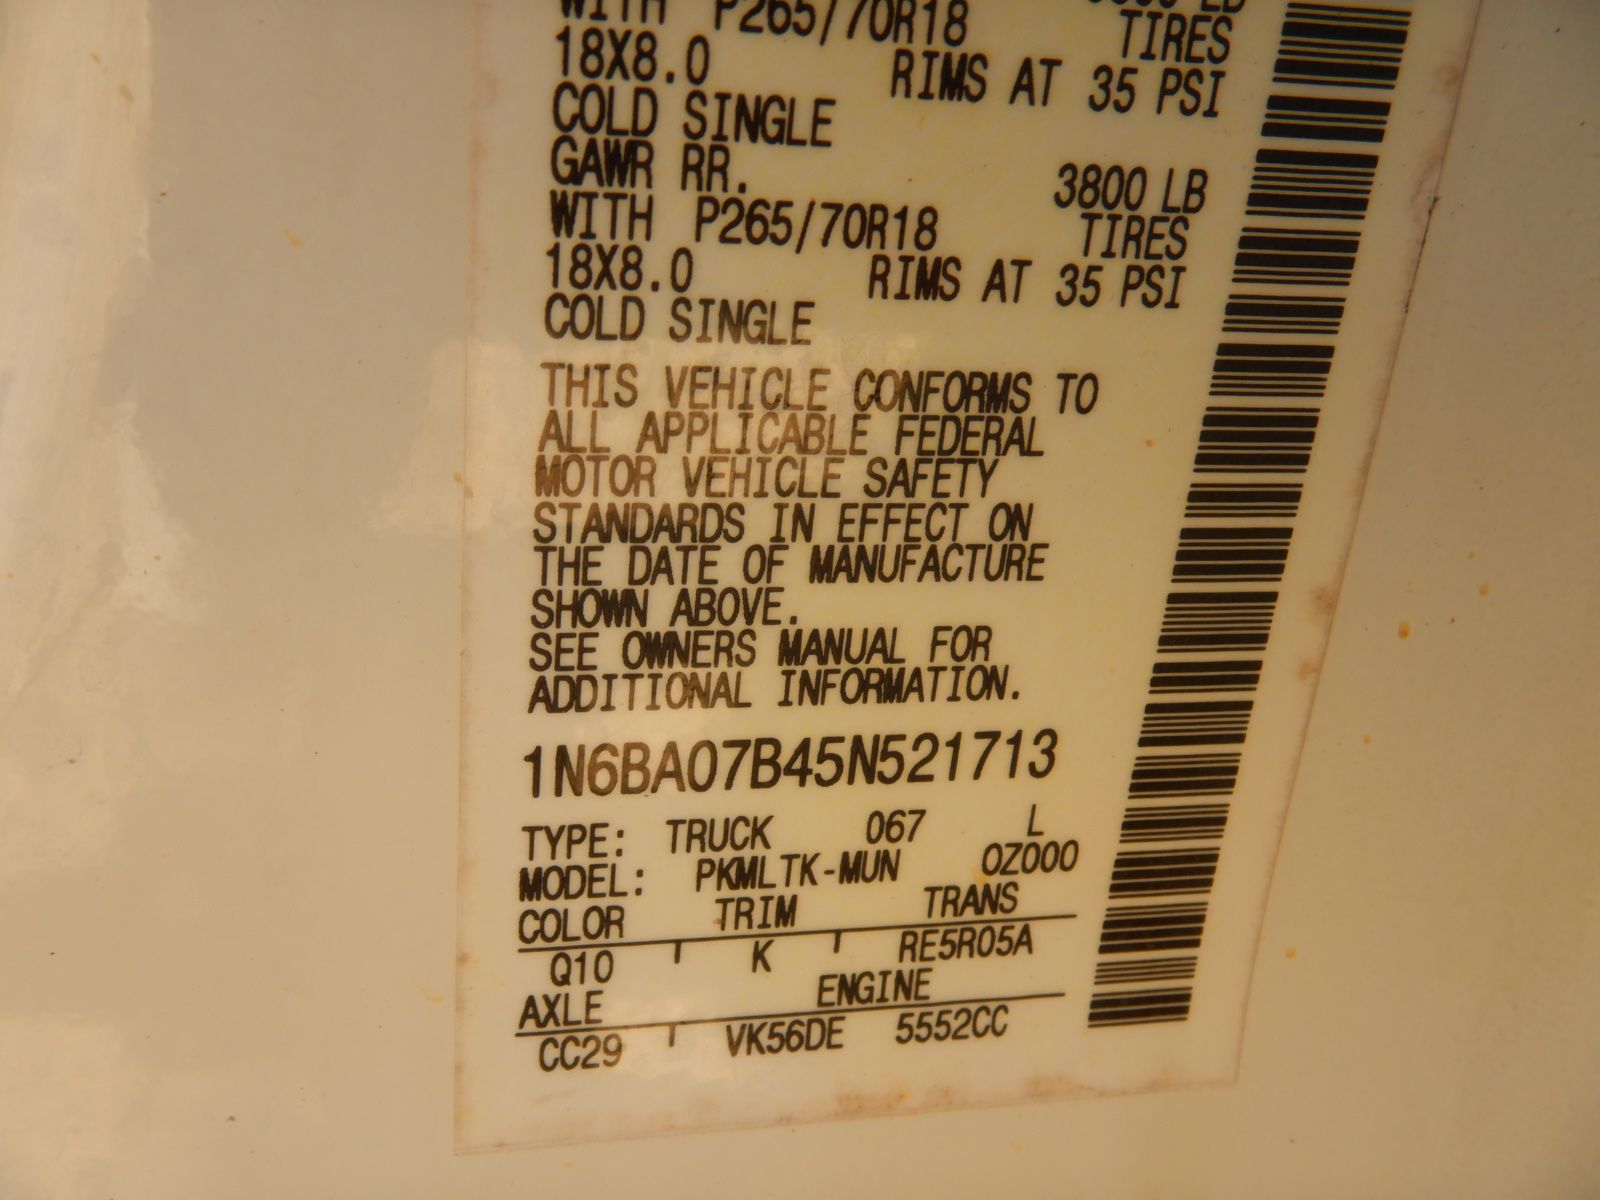 WITH P265/70R18 TIRES
18X8.0 RIMS AT 35 PSI
COLD SINGLE
GAWR RR. 3800 LB
WITH P265/70R18 TIRES
18X8.0 RIMS AT 35 PSI
COLD SINGLE
THIS VEHICLE CONFORMS TO
ALL APPLICABLE FEDERAL
MOTOR VEHICLE SAFETY
STANDARDS IN EFFECT ON
THE DATE OF MANUFACTURE
SHOWN ABOVE.
SEE OWNERS MANUAL FOR
ADDITIONAL INFORMATION.
1N6BA07B45N521713
TYPE: TRUCK 067 L
MODEL: PKMLTK-MUN 0Z000
COLOR TRIM TRANS
Q10 K RE5R05A
AXLE ENGINE
CC29 VK56DE 5552CC